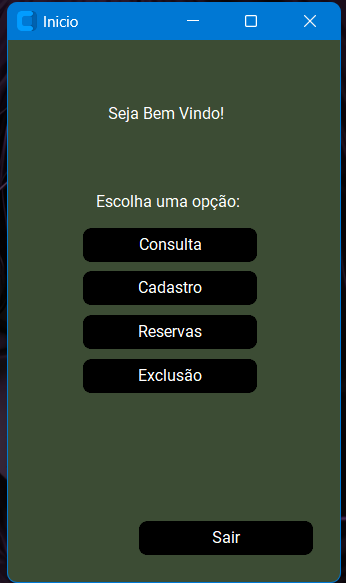 Inicio
Seja Bem Vindo!
Escolha uma opção:
Consulta
Cadastro
Reservas
Exclusão
Sair